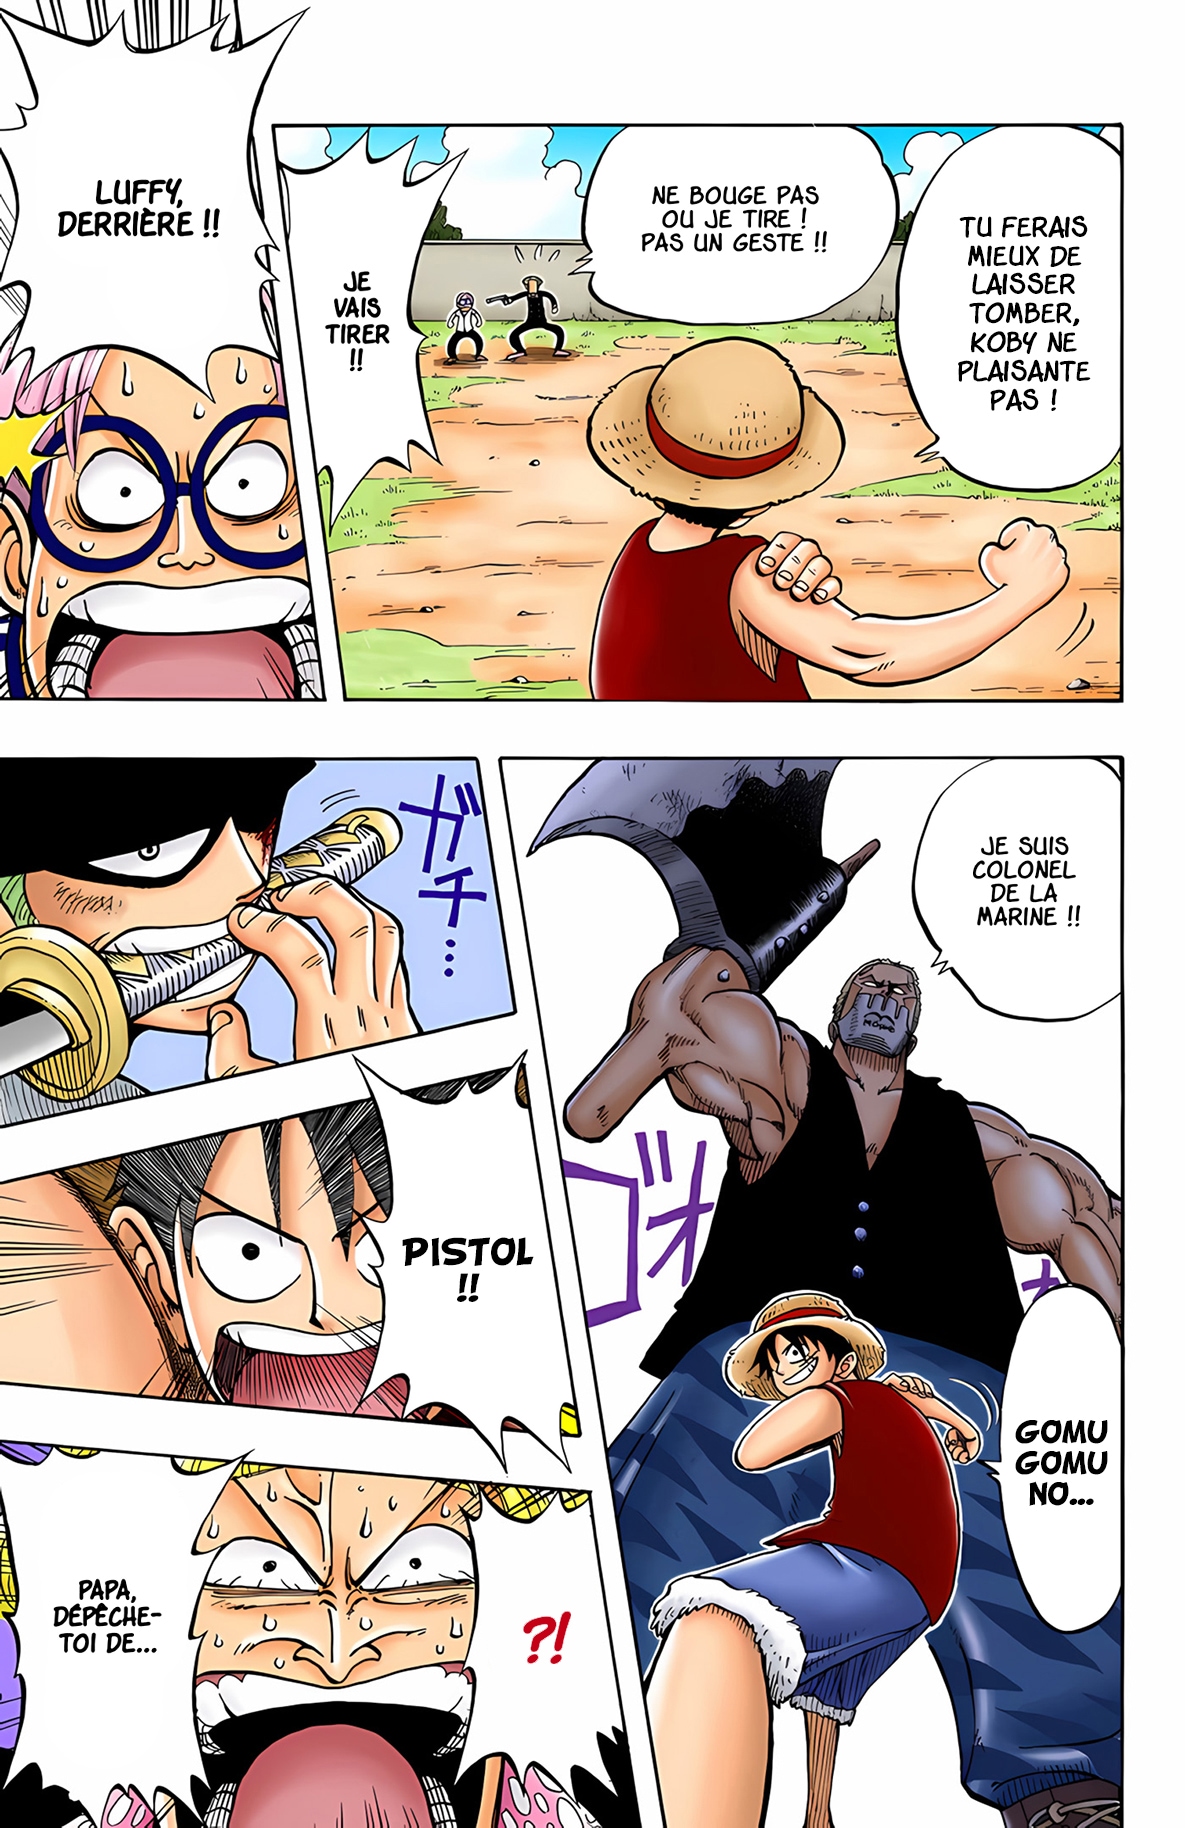 TU FERAIS
MIEUX DE
LAISSER
TOMBER,
KOBY NE
PLAISANTE
PAS !
NE BOUGE PAS
OU JE TIRE !
PAS UN GESTE !!
JE
VAIS
TIRER
!!
LUFFY,
DERRIÈRE !!
JE SUIS
COLONEL
DE LA
MARINE !!
ゴオ
GOMU
GOMU
NO...
ガチ...
PISTOL
!!
?!
PAPA,
DÉPÊCHE-
TOI DE...